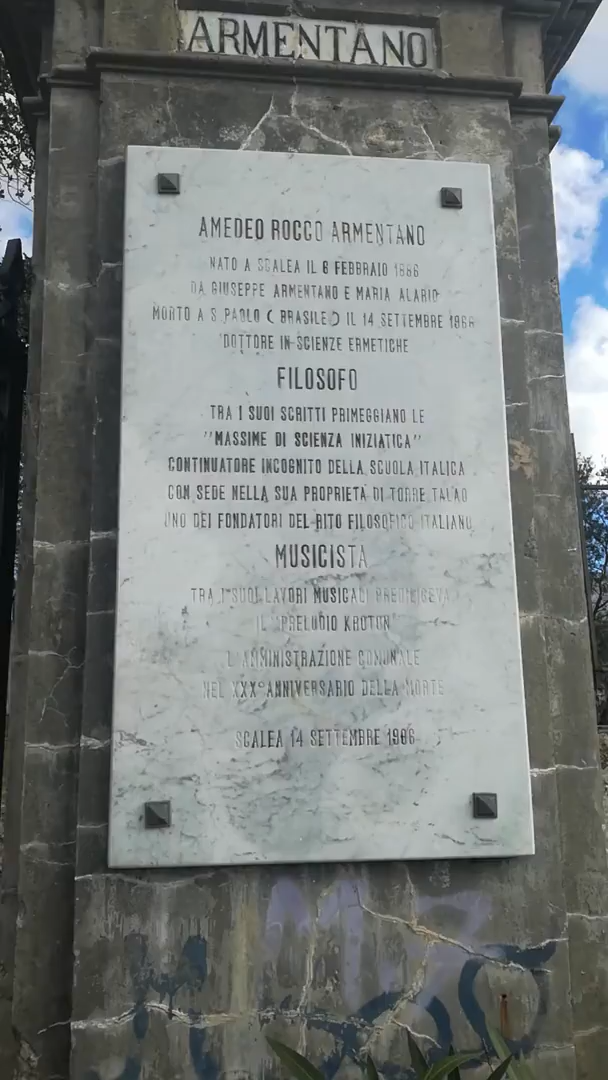 ARMENTANO
AMEDEO ROCCO ARMENTANO
NATO A SCALEA IL 6 FEBBRAIO 1886
DA GIUSEPPE ARMENTANO E MARIA ALARIO
MORTO A S. PAOLO ( BRASILE ) IL 14 SETTEMBRE 1966
DOTTORE IN SCIENZE ERMETICHE
FILOSOFO
TRA I SUOI SCRITTI PRIMEGGIANO LE
"MASSIME DI SCIENZA INIZIATICA"
CONTINUATORE INCOGNITO DELLA SCUOLA ITALICA
CON SEDE NELLA SUA PROPRIETÀ DI TORRE TALAO
UNO DEI FONDATORI DEL RITO FILOSOFICO ITALIANO
MUSICISTA
TRA I SUOI LAVORI MUSICALI PREDILIGEVA
IL "PRELUDIO KROTON"
L'AMMINISTRAZIONE COMUNALE
NEL XXX° ANNIVERSARIO DELLA MORTE
SCALEA 14 SETTEMBRE